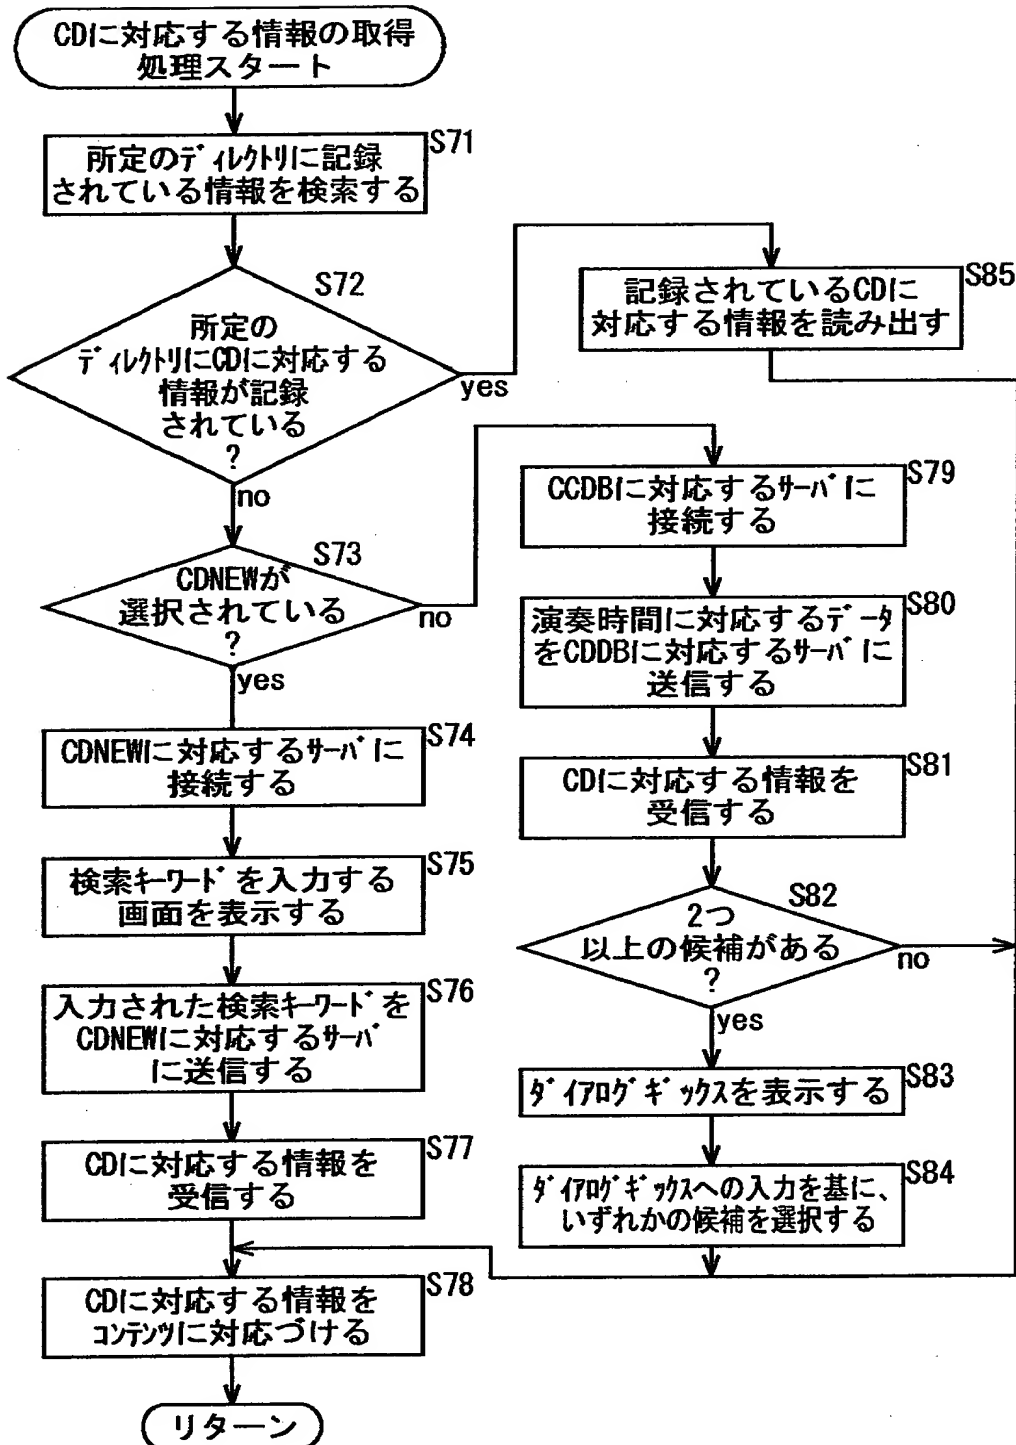 CDに対応する情報の取得
処理スタート
S71
所定のディレクトリに記録
されている情報を検索する
S72
所定の
ディレクトリにCDに対応する
情報が記録
されている
?
yes
no
S85
記録されているCDに
対応する情報を読み出す
S73
CDNEWが
選択されている
?
no
yes
S74
CDNEWに対応するサーバに
接続する
S75
検索キーワードを入力する
画面を表示する
S76
入力された検索キーワードを
CDNEWに対応するサーバ
に送信する
S77
CDに対応する情報を
受信する
S78
CDに対応する情報を
コンテンツに対応づける
リターン
S79
CCDBに対応するサーバに
接続する
S80
演奏時間に対応するデータ
をCDDBに対応するサーバに
送信する
S81
CDに対応する情報を
受信する
S82
2つ
以上の候補がある
?
no
yes
S83
ダイアログギックスを表示する
S84
ダイアログギックスへの入力を基に、
いずれかの候補を選択する